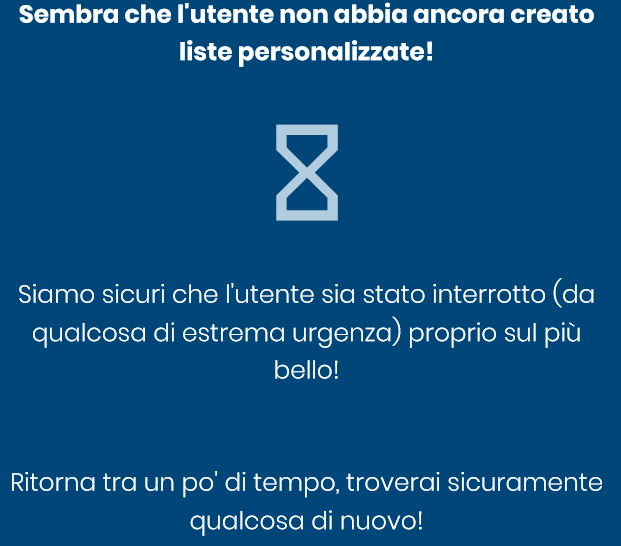 Sembra che l'utente non abbia ancora creato
liste personalizzate!
Siamo sicuri che l'utente sia stato interrotto (da
qualcosa di estrema urgenza) proprio sul più
bello!
Ritorna tra un po' di tempo, troverai sicuramente
qualcosa di nuovo!